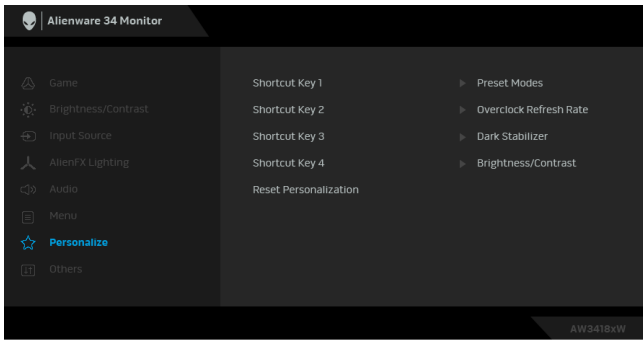 Alienware 34 Monitor
Game
Brightness/Contrast
Input Source
AlienFX Lighting
Audio
Menu
Personalize
Others
Shortcut Key 1 Preset Modes
Shortcut Key 2 Overclock Refresh Rate
Shortcut Key 3 Dark Stabilizer
Shortcut Key 4 Brightness/Contrast
Reset Personalization
AW3418xW